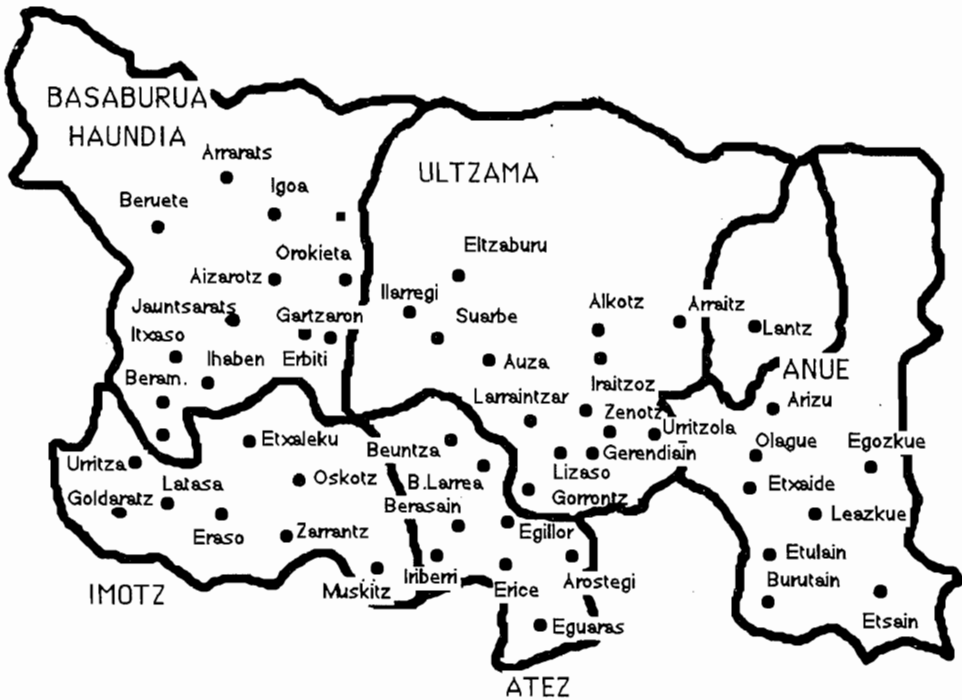 BASABURUA
HAUNDIA
Arrarats
Igoa
Beruete
ULTZAMA
Orokieta
Eltzaburu
Aizarotz
Ilarregi
Jauntsarats
Gartzaron
Suarbe
Alkotz
Arraitz
Lantz
Itxaso
Ihaben
Erbiti
Auza
ANUE
Beram.
Larraintzar
Iraitzoz
Arizu
Zenotz
Urritzola
Etxaleku
Beuntza
Olague
Egozkue
Urritza
Oskotz
B.Larrea
Lizaso
Gerendiain
Goldaratz
Latasa
Berasain
Gorrontz
Etxaide
Eraso
Zarrantz
Egillor
Leazkue
Etulain
IMOTZ
Muskitz
Iriberri
Erice
Arostegi
Burutain
Eguaras
Etsain
ATEZ